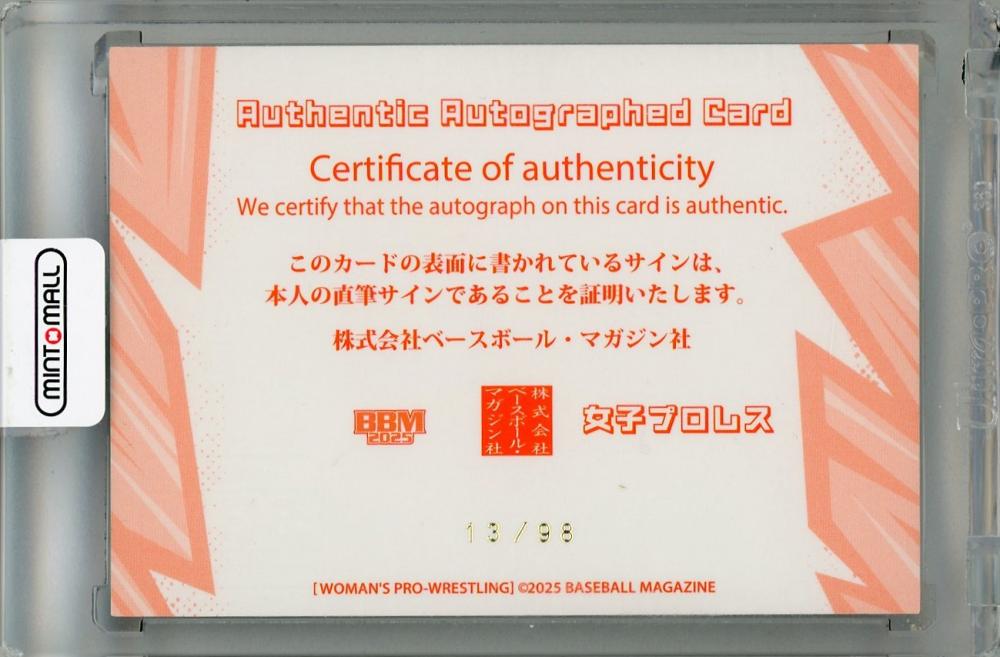 Authentic Autographed Card
Certificate of authenticity
We certify that the autograph on this card is authentic.
このカードの表面に書かれているサインは、
本人の直筆サインであることを証明いたします。
株式会社ベースボール・マガジン社
BBM
2025
株式会社
ベースボール・
マガジン社
女子プロレス
13/98
[WOMAN'S PRO-WRESTLING] ©2025 BASEBALL MAGAZINE
MINTOMALL